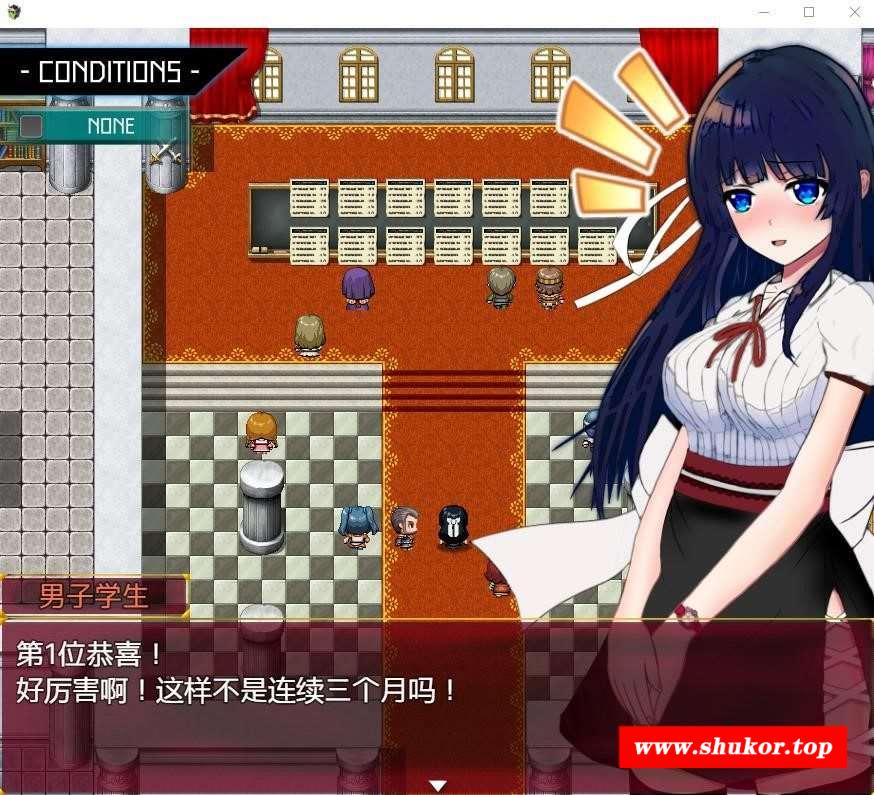 - CONDITIONS -
NONE
男子学生
第1位恭喜！
好厉害啊！这样不是连续三个月吗！
www.shukor.top